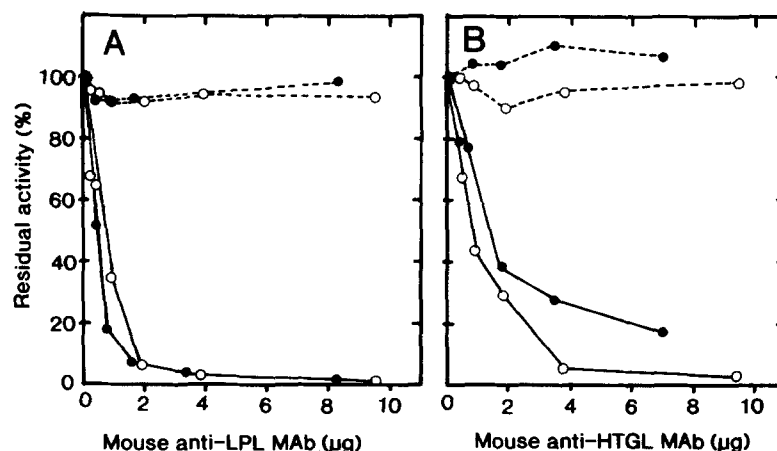 A
B
Residual activity (%)
100
80
60
40
20
0
0 2 4 6 8 10
0 2 4 6 8 10
Mouse anti-LPL MAb (μg)
Mouse anti-HTGL MAb (μg)